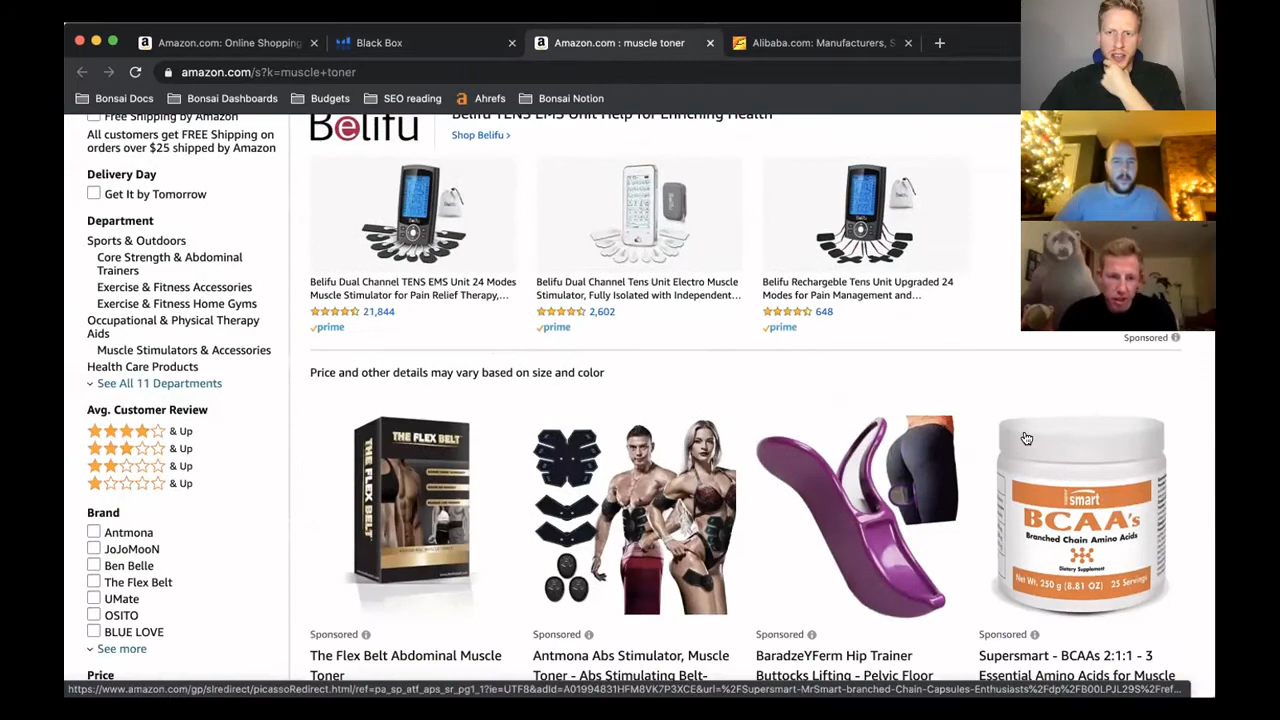 Amazon.com: Online Shopping
Black Box
Amazon.com : muscle toner
Alibaba.com: Manufacturers, S
amazon.com/s?k=muscle+toner
Bonsai Docs
Bonsai Dashboards
Budgets
SEO reading
Ahrefs
Bonsai Notion
Free Shipping by Amazon
All customers get FREE Shipping on
orders over $25 shipped by Amazon
Delivery Day
Get It by Tomorrow
Department
Sports & Outdoors
Core Strength & Abdominal
Trainers
Exercise & Fitness Accessories
Exercise & Fitness Home Gyms
Occupational & Physical Therapy
Aids
Muscle Stimulators & Accessories
Health Care Products
See All 11 Departments
Avg. Customer Review
& Up
& Up
& Up
& Up
Brand
Antmona
JoJoMooN
Ben Belle
The Flex Belt
UMate
OSITO
BLUE LOVE
See more
Price
Belifu
Belifu TENS EMS Unit Help for Enriching Health
Shop Belifu >
Belifu Dual Channel TENS EMS Unit 24 Modes
Muscle Stimulator for Pain Relief Therapy,...
21,844
prime
Belifu Dual Channel TENS Unit Electro Muscle
Stimulator, Fully Isolated with Independent...
2,602
prime
Belifu Rechargeble Tens Unit Upgraded 24
Modes for Pain Management and...
648
prime
Sponsored
Price and other details may vary based on size and color
THE FLEX BELT
THE FLEX BELT
smart
BCAA's
Branched Chain Amino Acids
Dietary Supplement
Net Wt. 250 g (8.81 OZ) 25 Servings
Sponsored
The Flex Belt Abdominal Muscle
Toner
Sponsored
Antmona Abs Stimulator, Muscle
Toner - Abs Stimulating Belt-
Sponsored
BaradzeYFerm Hip Trainer
Buttocks Lifting - Pelvic Floor
Sponsored
Supersmart - BCAAs 2:1:1 - 3
Essential Amino Acids for Muscle
https://www.amazon.com/gp/slredirect/picassoRedirect.html/ref=pa_sp_atf_aps_sr_pg1_1?ie=UTF8&adId=A01994831HFM8VK7P3XCE&url=%2FSupersmart-MrSmart-branched-Chain-Capsules-Enthusiasts%2Fdp%2FB00LPJL29S%2Fref...